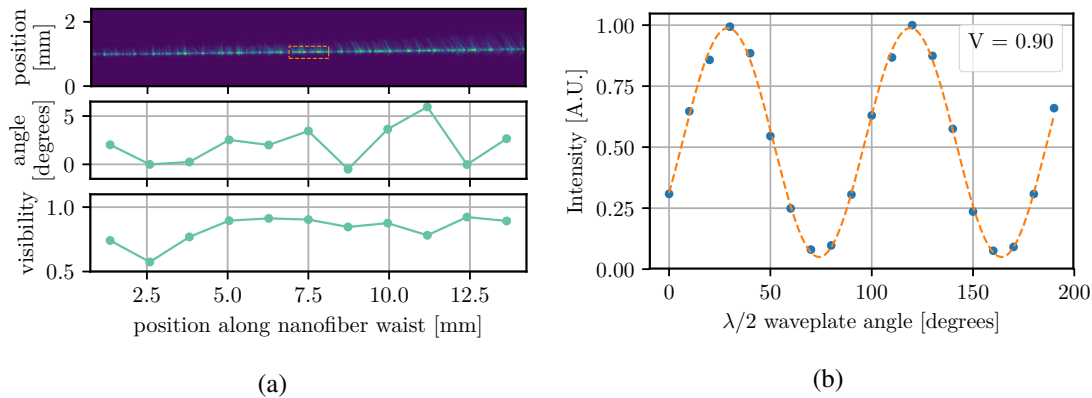 position
[mm]
2
0
angle
[degrees]
5
0
visibility
1.0
0.5
2.5 5.0 7.5 10.0 12.5
position along nanofiber waist [mm]
(a)
Intensity [A.U.]
1.00
0.75
0.50
0.25
0.00
V = 0.90
0 50 100 150 200
λ/2 waveplate angle [degrees]
(b)